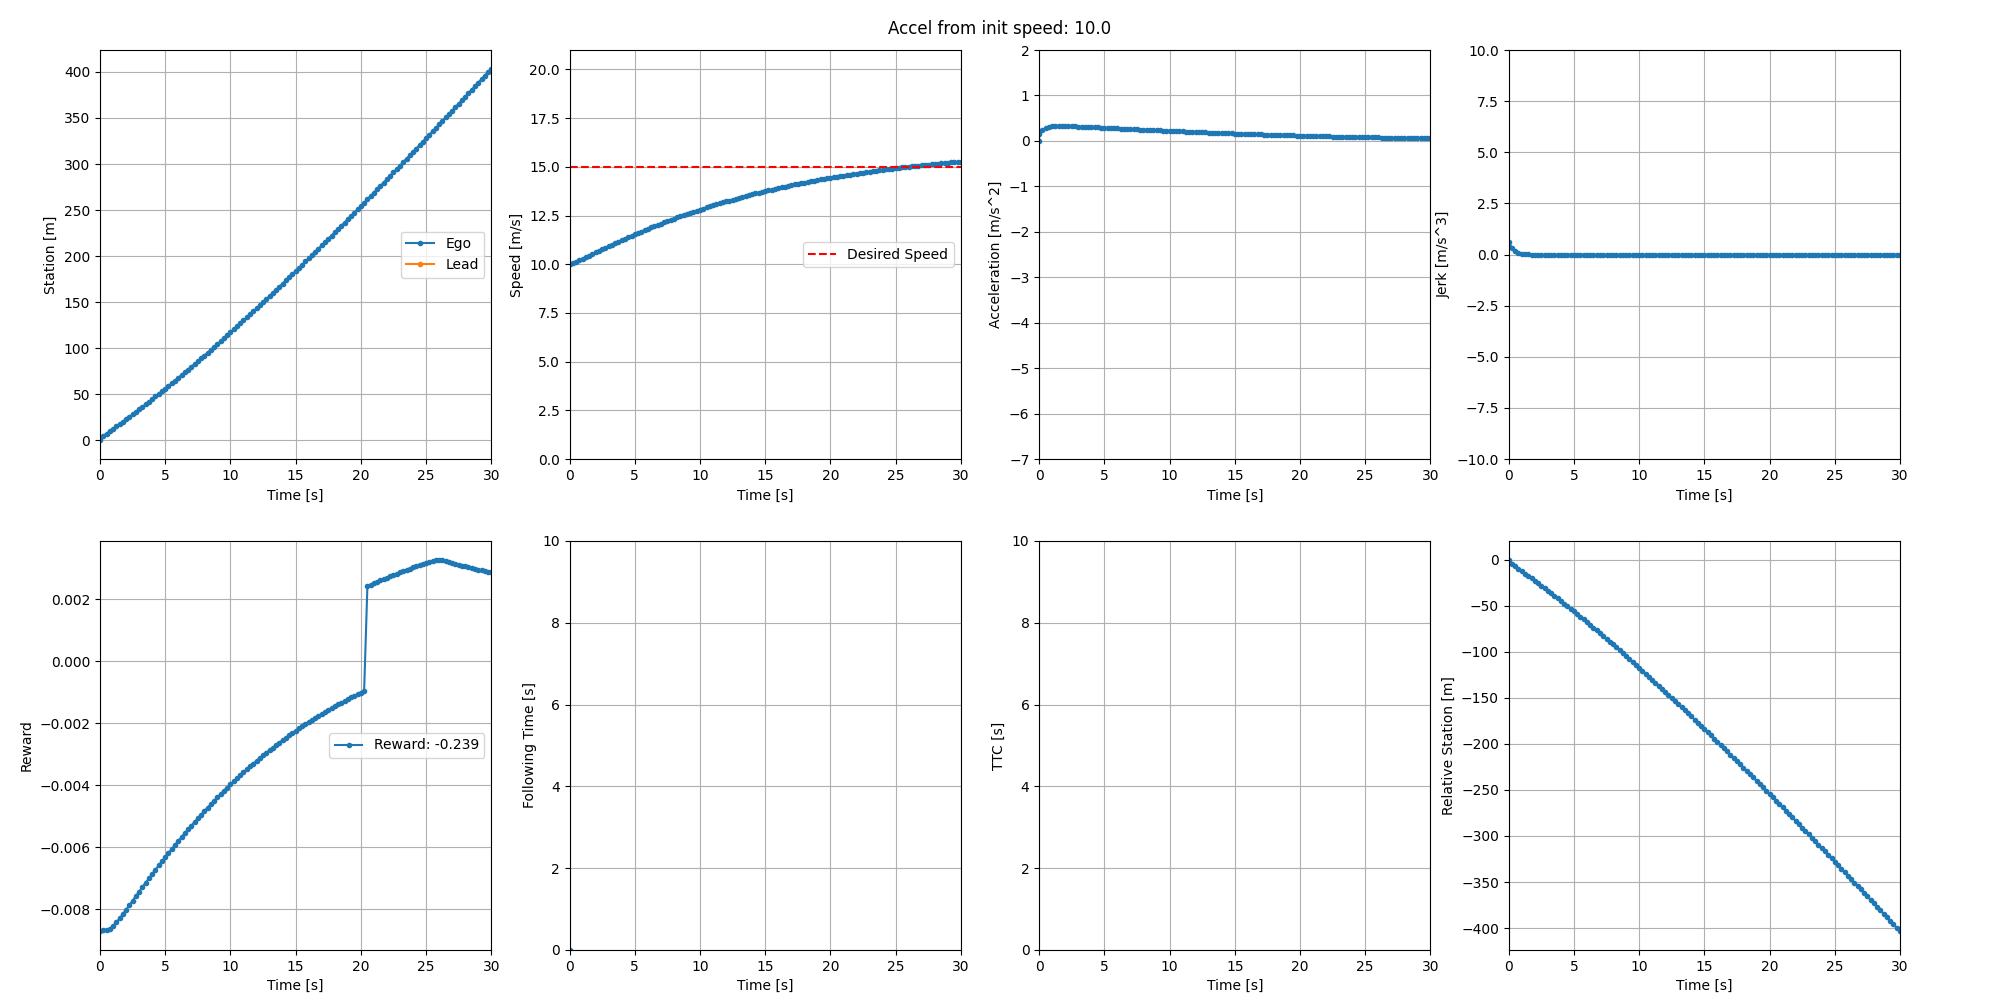 Accel from init speed: 10.0
Station [m]
400
350
300
250
200
150
100
50
0
Ego
Lead
0 5 10 15 20 25 30
Time [s]
Speed [m/s]
20.0
17.5
15.0
12.5
10.0
7.5
5.0
2.5
0.0
Desired Speed
0 5 10 15 20 25 30
Time [s]
Acceleration [m/s^2]
2
1
0
−1
−2
−3
−4
−5
−6
−7
0 5 10 15 20 25 30
Time [s]
Jerk [m/s^3]
10.0
7.5
5.0
2.5
0.0
−2.5
−5.0
−7.5
−10.0
0 5 10 15 20 25 30
Time [s]
Reward
0.002
0.000
−0.002
−0.004
−0.006
−0.008
Reward: -0.239
0 5 10 15 20 25 30
Time [s]
Following Time [s]
10
8
6
4
2
0
0 5 10 15 20 25 30
Time [s]
TTC [s]
10
8
6
4
2
0
0 5 10 15 20 25 30
Time [s]
Relative Station [m]
0
−50
−100
−150
−200
−250
−300
−350
−400
0 5 10 15 20 25 30
Time [s]